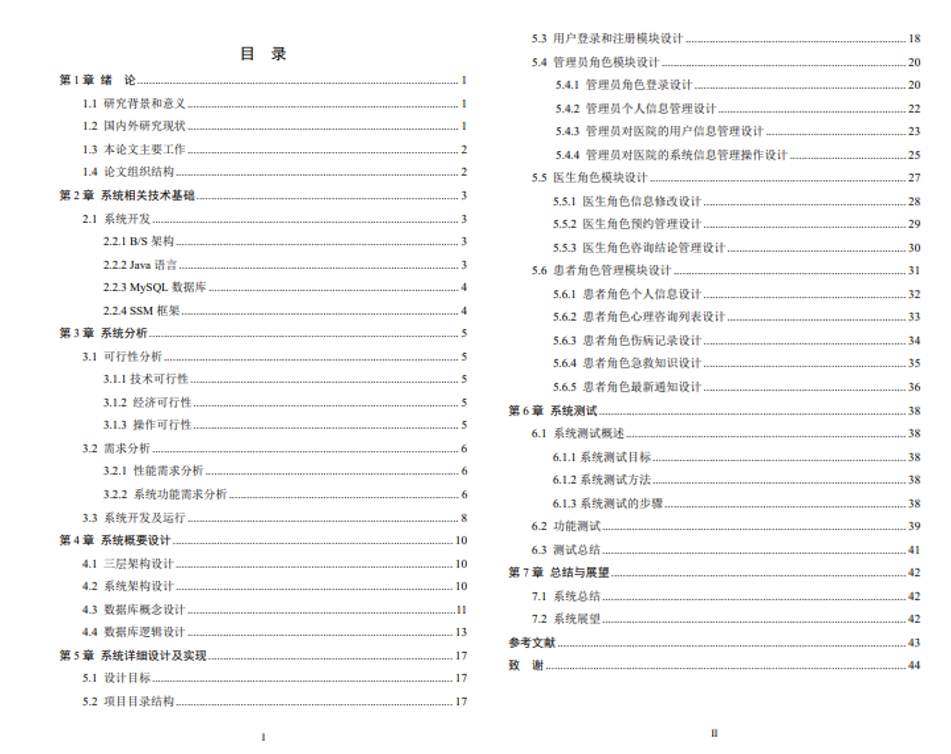 目 录
第 1 章 绪 论 1
1.1 研究背景和意义 1
1.2 国内外研究现状 1
1.3 本论文主要工作 2
1.4 论文组织结构 2
第 2 章 系统相关技术基础 3
2.1 系统开发 3
2.2.1 B/S 架构 3
2.2.2 Java 语言 3
2.2.3 MySQL 数据库 4
2.2.4 SSM 框架 4
第 3 章 系统分析 5
3.1 可行性分析 5
3.1.1 技术可行性 5
3.1.2 经济可行性 5
3.1.3 操作可行性 5
3.2 需求分析 6
3.2.1 性能需求分析 6
3.2.2 系统功能需求分析 6
3.3 系统开发及运行 8
第 4 章 系统概要设计 10
4.1 三层架构设计 10
4.2 系统架构设计 10
4.3 数据库概念设计 11
4.4 数据库逻辑设计 13
第 5 章 系统详细设计及实现 17
5.1 设计目标 17
5.2 项目目录结构 17
I
5.3 用户登录和注册模块设计 18
5.4 管理员角色模块设计 20
5.4.1 管理员角色登录设计 20
5.4.2 管理员个人信息管理设计 22
5.4.3 管理员对医院的用户信息管理设计 23
5.4.4 管理员对医院的系统信息管理操作设计 25
5.5 医生角色模块设计 27
5.5.1 医生角色信息修改设计 28
5.5.2 医生角色预约管理设计 29
5.5.3 医生角色咨询结论管理设计 30
5.6 患者角色管理模块设计 31
5.6.1 患者角色个人信息设计 32
5.6.2 患者角色心理咨询列表设计 33
5.6.3 患者角色伤病记录设计 34
5.6.4 患者角色急救知识设计 35
5.6.5 患者角色最新通知设计 36
第 6 章 系统测试 38
6.1 系统测试概述 38
6.1.1 系统测试目标 38
6.1.2 系统测试方法 38
6.1.3 系统测试的步骤 38
6.2 功能测试 39
6.3 测试总结 41
第 7 章 总结与展望 42
7.1 系统总结 42
7.2 系统展望 42
参考文献 43
致 谢 44
II